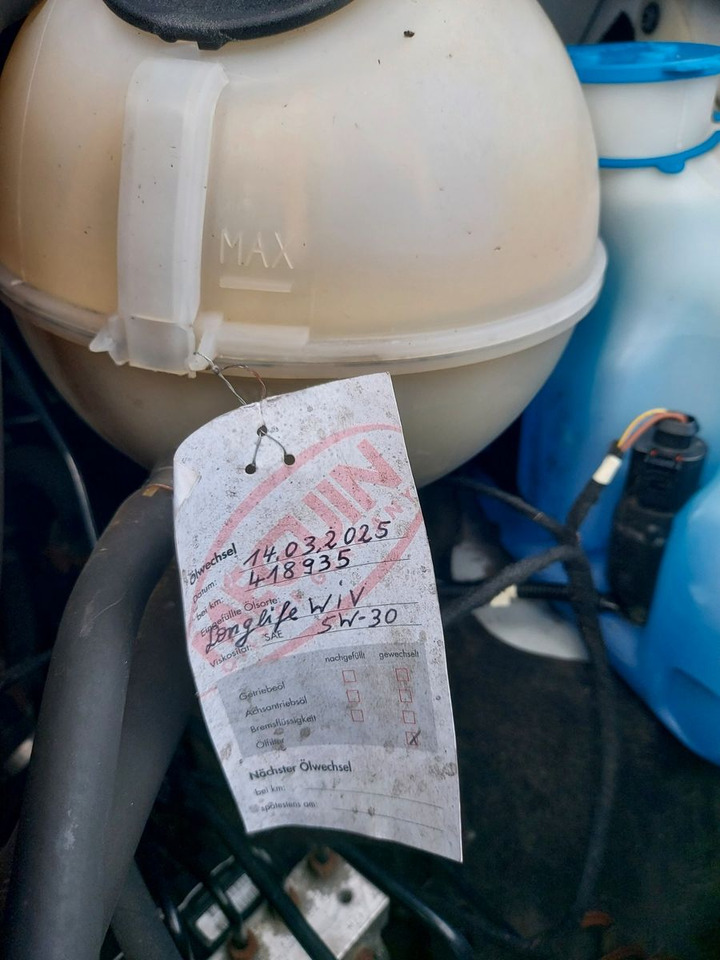 MAX
Ölwechsel
Datum: 14.03.2025
bei km: 418935
Eingefüllte Ölsorte:
Longlife WiV
Viskosität: SAE 5W-30
nachgefüllt gewechselt
Getriebeöl
Achsantriebsöl
Bremsflüssigkeit
Ölfilter X
Nächster Ölwechsel
bei km:
spätestens am: